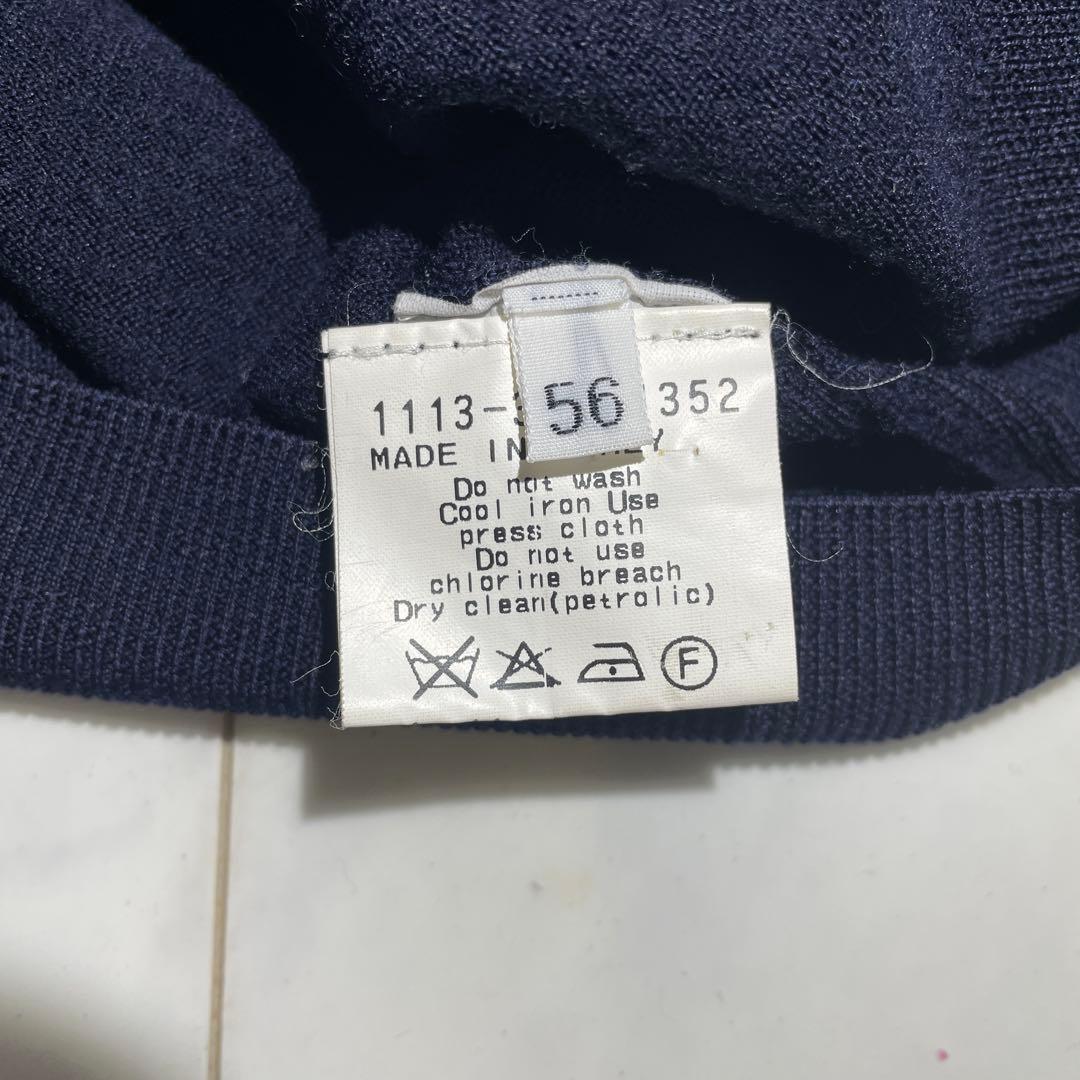 56
1113- 352
MADE IN
Do not wash
Cool iron Use
press cloth
Do not use
chlorine breach
Dry clean(petrolic)
F